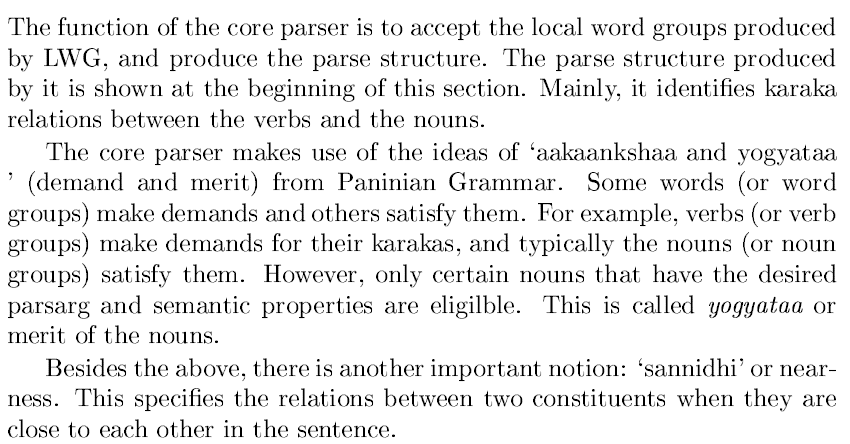 The function of the core parser is to accept the local word groups produced
by LWG, and produce the parse structure. The parse structure produced
by it is shown at the beginning of this section. Mainly, it identifies karaka
relations between the verbs and the nouns.
The core parser makes use of the ideas of ‘aakaankshaa and yogyataa
’ (demand and merit) from Paninian Grammar. Some words (or word
groups) make demands and others satisfy them. For example, verbs (or verb
groups) make demands for their karakas, and typically the nouns (or noun
groups) satisfy them. However, only certain nouns that have the desired
parsarg and semantic properties are eligilble. This is called yogyataa or
merit of the nouns.
Besides the above, there is another important notion: ‘sannidhi’ or near-
ness. This specifies the relations between two constituents when they are
close to each other in the sentence.